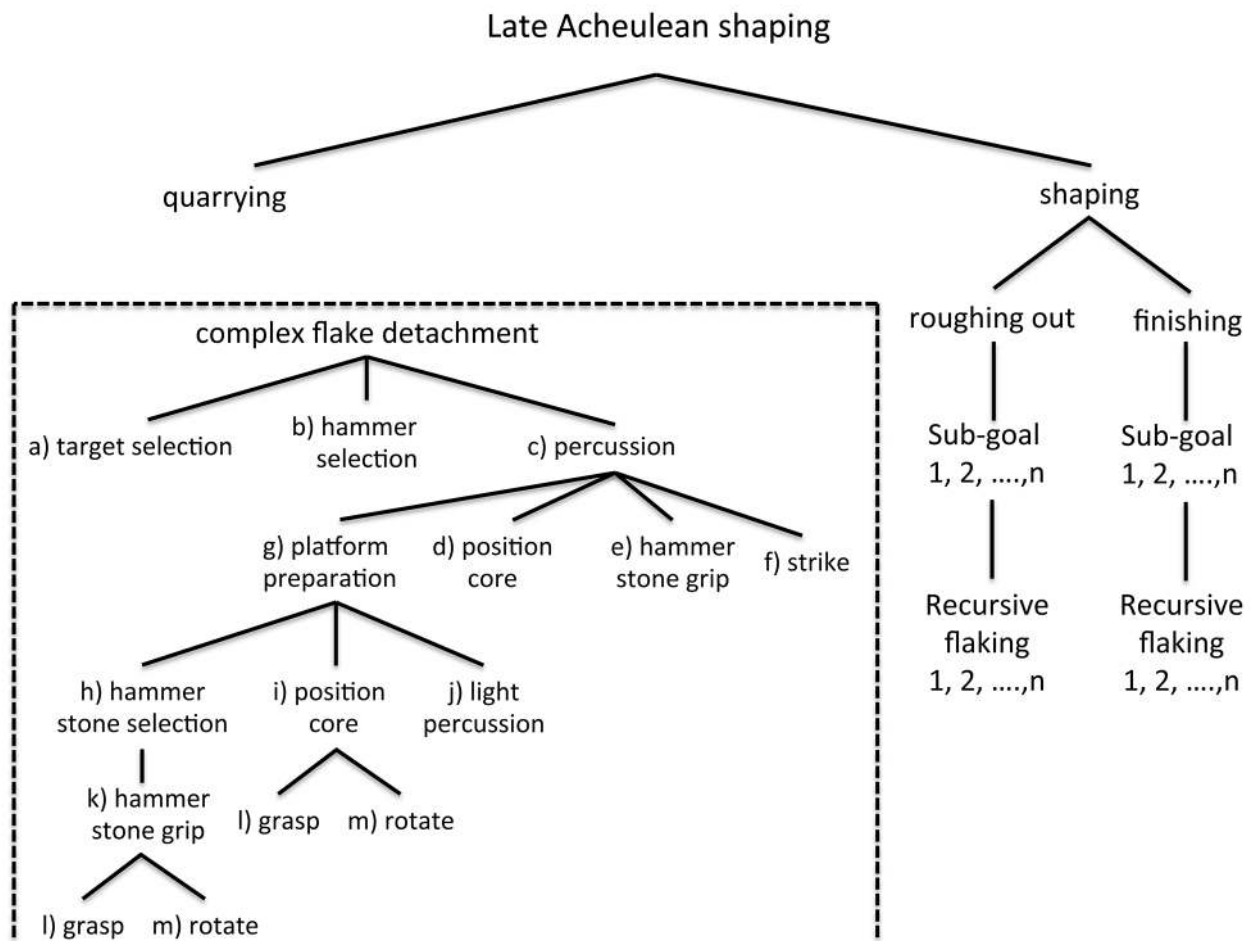 Late Acheulean shaping
quarrying
shaping
roughing out
finishing
Sub-goal
1, 2, ....,n
Sub-goal
1, 2, ....,n
Recursive
flaking
1, 2, ....,n
Recursive
flaking
1, 2, ....,n
complex flake detachment
a) target selection
b) hammer
selection
c) percussion
g) platform
preparation
d) position
core
e) hammer
stone grip
f) strike
h) hammer
stone selection
i) position
core
j) light
percussion
k) hammer
stone grip
l) grasp
m) rotate
l) grasp
m) rotate